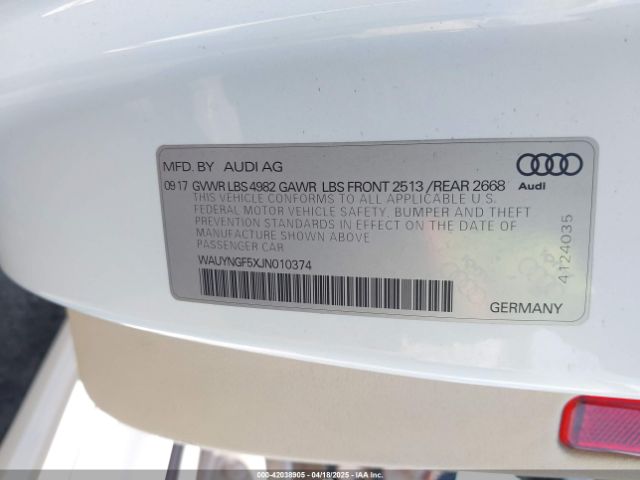 MFD. BY AUDI AG
09 17 GVWR LBS 4982 GAWR LBS FRONT 2513 /REAR 2668
Audi
THIS VEHICLE CONFORMS TO ALL APPLICABLE U.S.
FEDERAL MOTOR VEHICLE SAFETY, BUMPER AND THEFT
PREVENTION STANDARDS IN EFFECT ON THE DATE OF
MANUFACTURE SHOWN ABOVE
PASSENGER CAR
WAUYNGF5XJN010374
4124035
GERMANY
000-42038905 - 04/18/2025 - COPYRIGHT IAA, LLC.